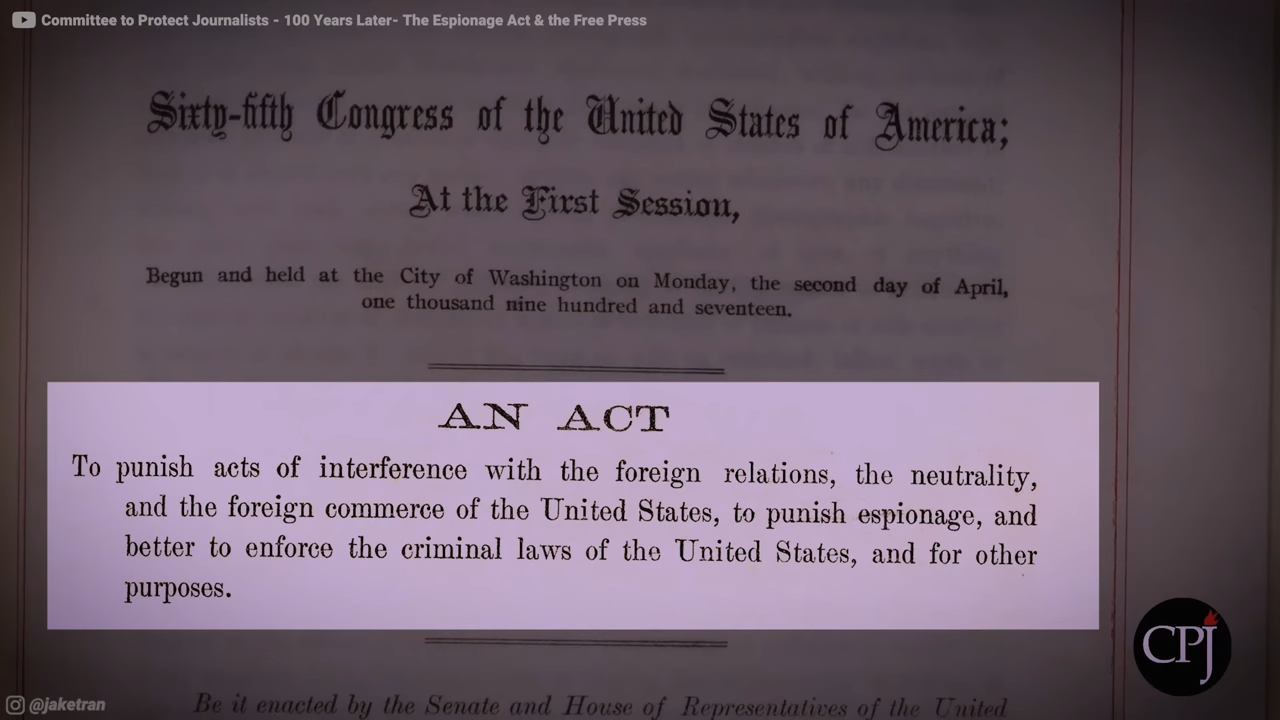 Committee to Protect Journalists - 100 Years Later- The Espionage Act & the Free Press
Sixty-fifth Congress of the United States of America;
At the First Session,
Begun and held at the City of Washington on Monday, the second day of April,
one thousand nine hundred and seventeen.
AN ACT
To punish acts of interference with the foreign relations, the neutrality,
and the foreign commerce of the United States, to punish espionage, and
better to enforce the criminal laws of the United States, and for other
purposes.
CPJ
@jaketran
Be it enacted by the Senate and House of Representatives of the United